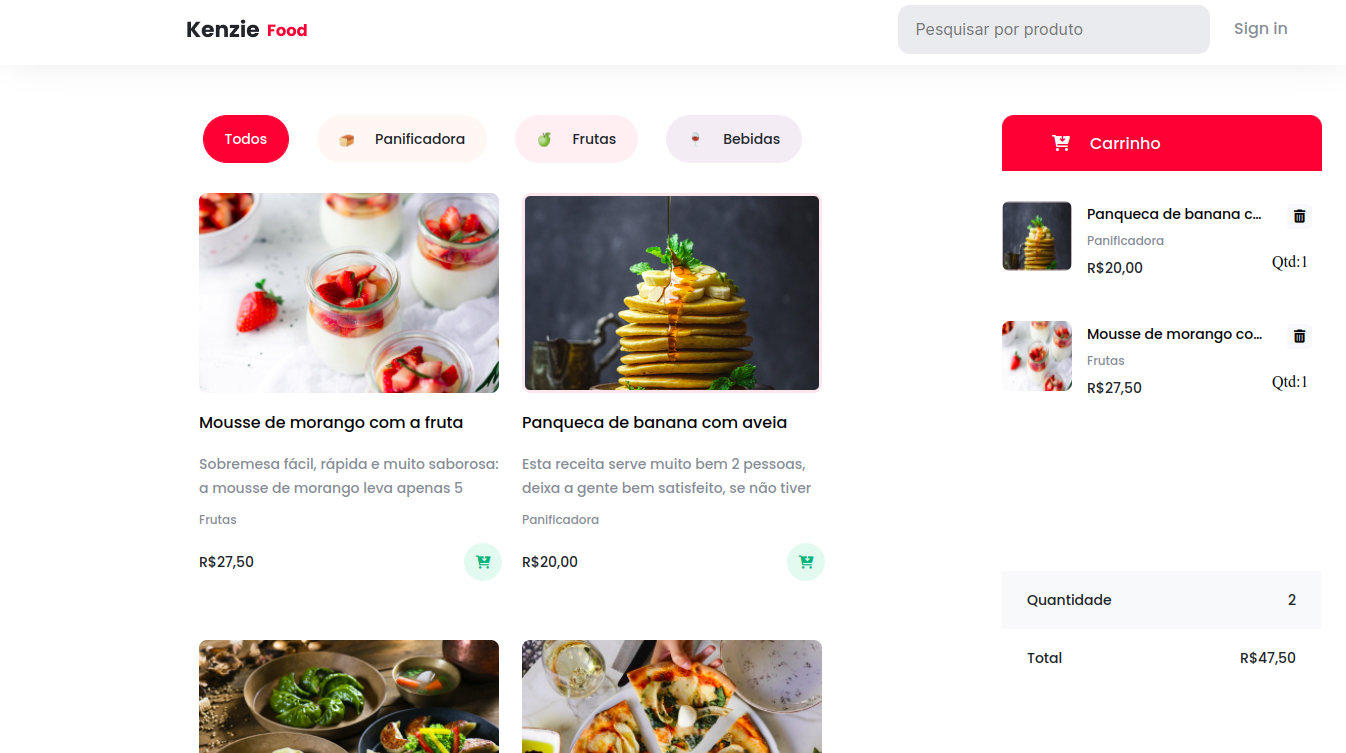 Kenzie Food
Pesquisar por produto
Sign in
Todos
Panificadora
Frutas
Bebidas
Mousse de morango com a fruta
Sobremesa fácil, rápida e muito saborosa:
a mousse de morango leva apenas 5
Frutas
R$27,50
Panqueca de banana com aveia
Esta receita serve muito bem 2 pessoas,
deixa a gente bem satisfeito, se não tiver
Panificadora
R$20,00
Carrinho
Panqueca de banana c...
Panificadora
R$20,00
Qtd:1
Mousse de morango co...
Frutas
R$27,50
Qtd:1
Quantidade 2
Total R$47,50